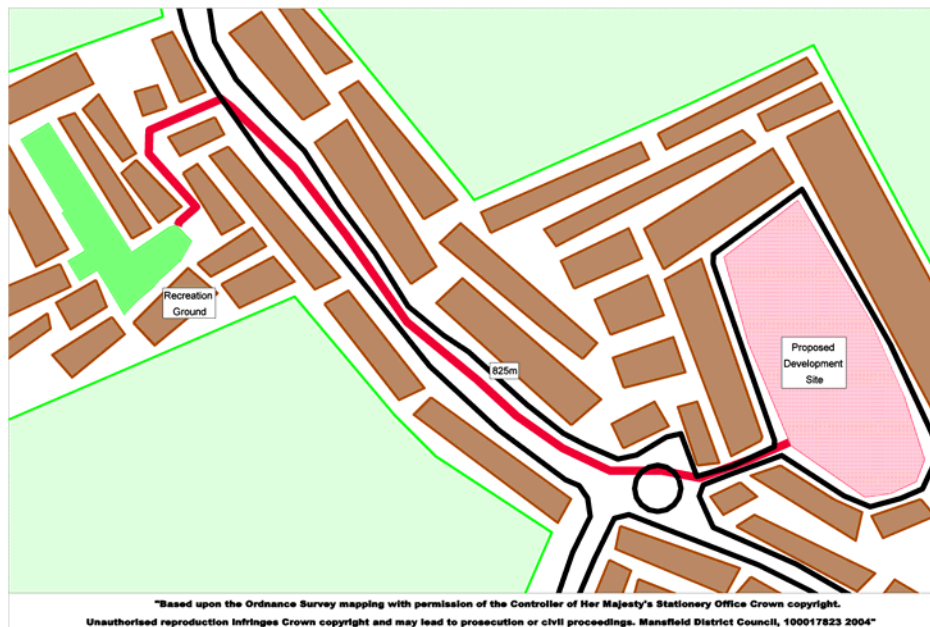 Recreation
Ground
825m
Proposed
Development
Site
"Based upon the Ordnance Survey mapping with permission of the Controller of Her Majesty's Stationery Office Crown copyright.
Unauthorised reproduction infringes Crown copyright and may lead to prosecution or civil proceedings. Mansfield District Council, 100017823 2004"